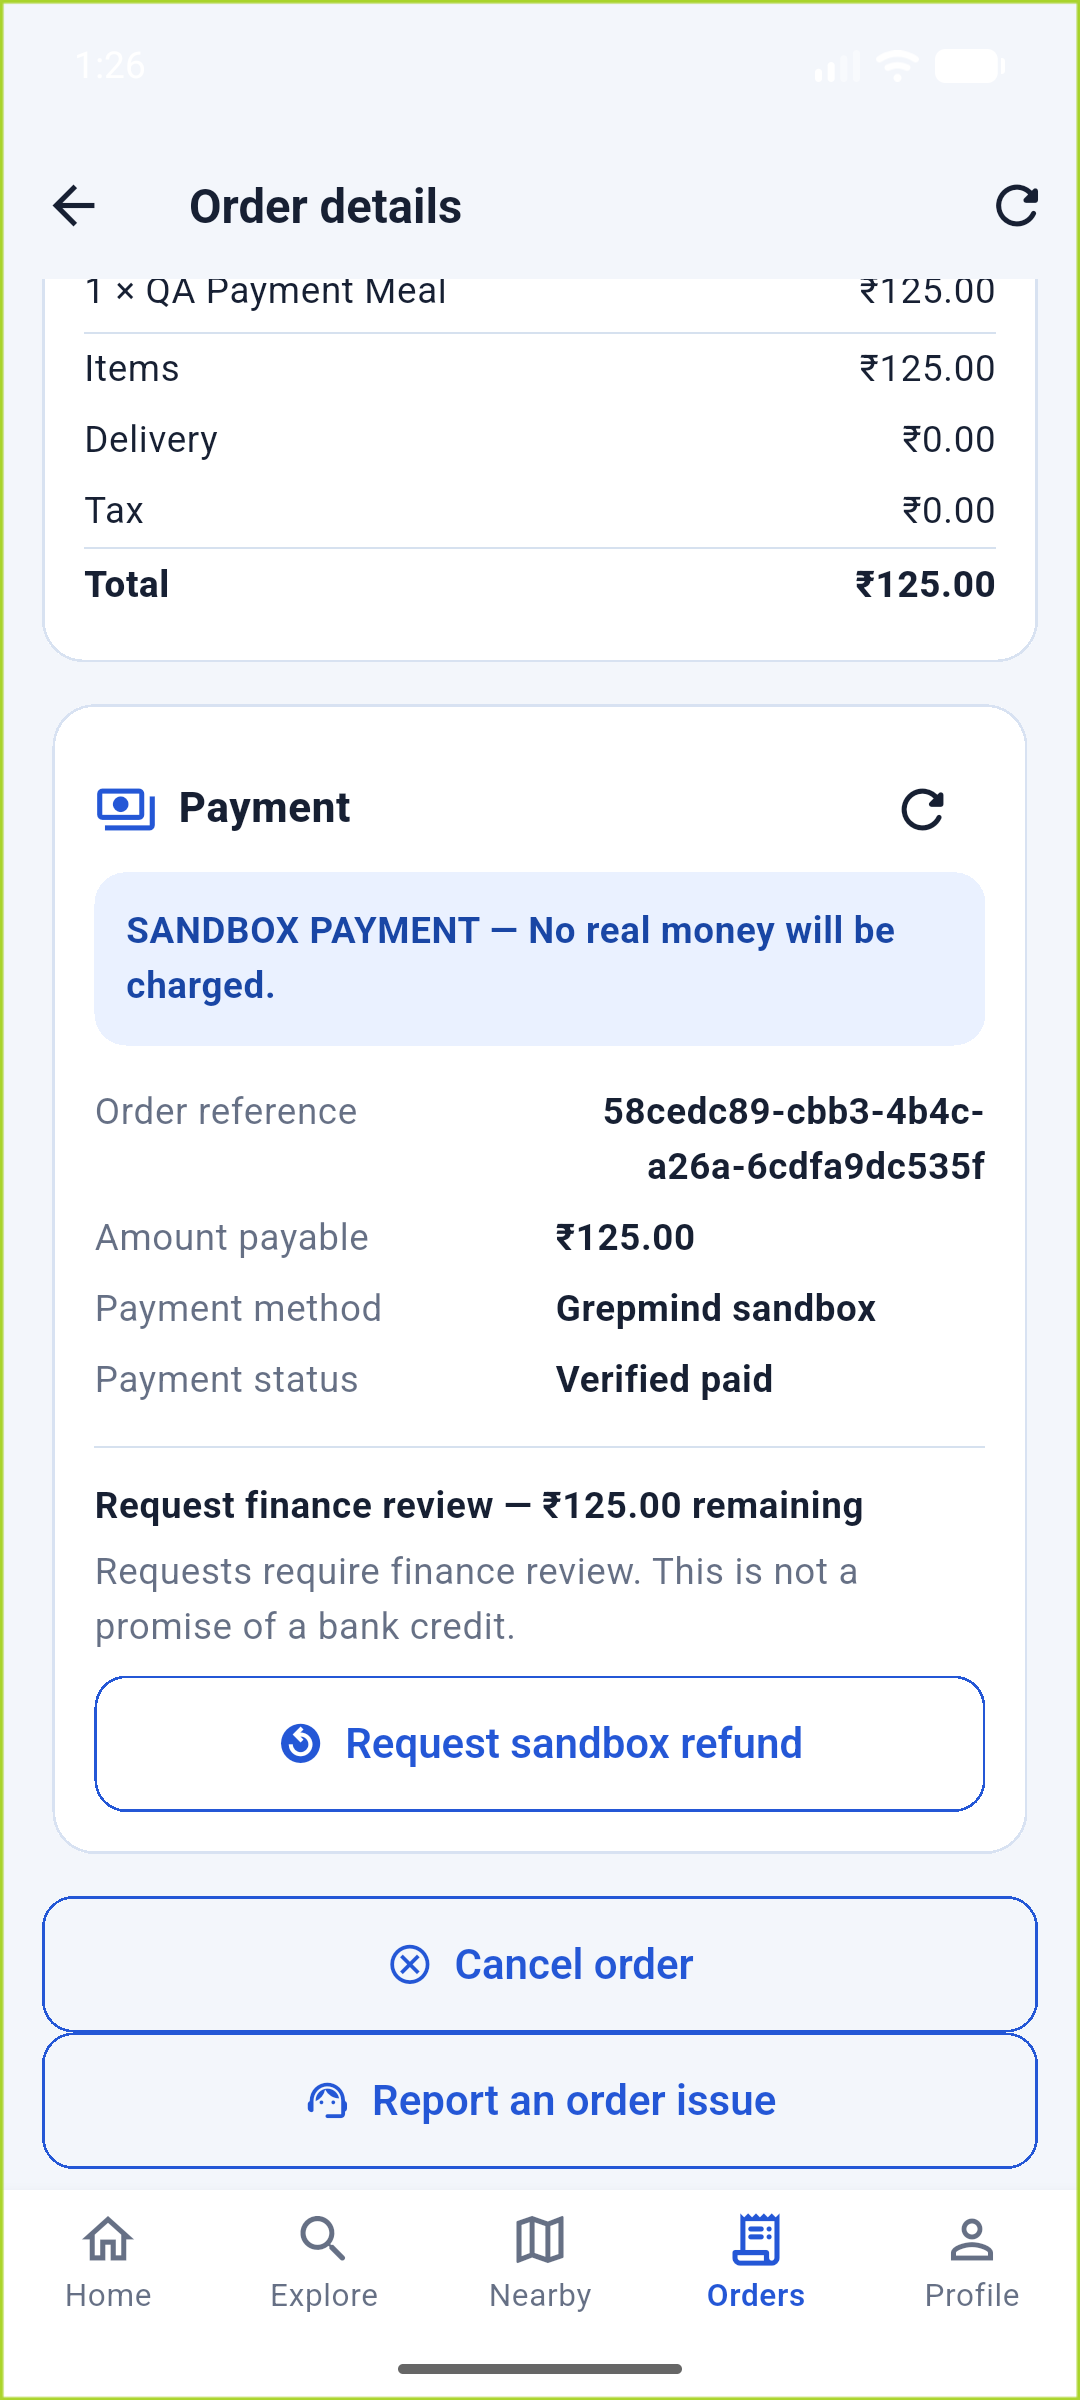 1:26
Order details
1 × QA Payment Meal ₹125.00
Items ₹125.00
Delivery ₹0.00
Tax ₹0.00
Total ₹125.00
Payment
SANDBOX PAYMENT — No real money will be
charged.
Order reference 58cedc89-cbb3-4b4c-
a26a-6cdfa9dc535f
Amount payable ₹125.00
Payment method Grepmind sandbox
Payment status Verified paid
Request finance review — ₹125.00 remaining
Requests require finance review. This is not a
promise of a bank credit.
Request sandbox refund
Cancel order
Report an order issue
Home Explore Nearby Orders Profile